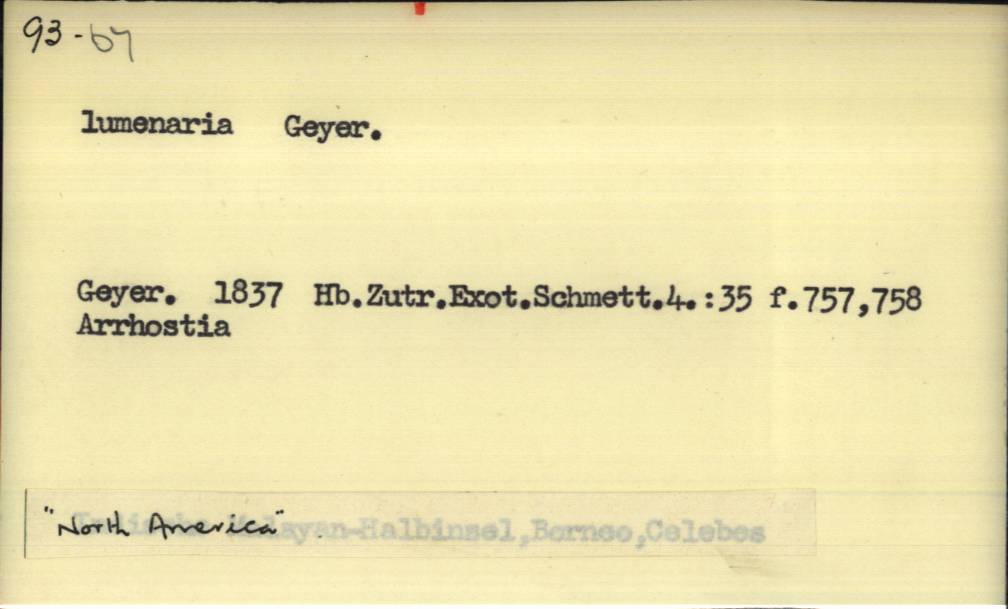 93-67
lumenaria Geyer.
Geyer. 1837 Hb.Zutr.Exot.Schmett.4.:35 f.757,758
Arrhostia
"North America"
Malayan-Halbinsel,Borneo,Celebes